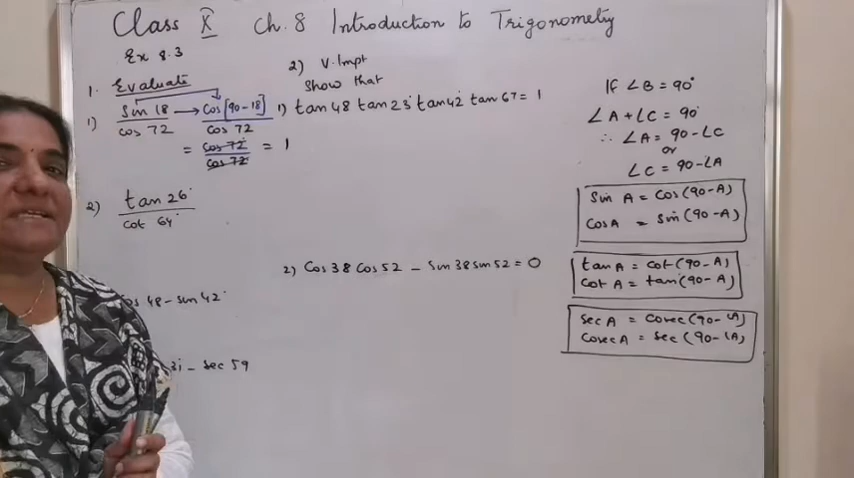 Class X Ch. 8 Introduction to Trigonometry
Ex 8.3
1. Evaluate
1) Sin 18 → Cos [90-18]
cos 72 cos 72
= cos 72° = 1
cos 72°
2) tan 26°
cot 64°
os 48 - sin 42°
31 - sec 59
2) V. Impt
Show that
1) tan 48 tan 23° tan 42° tan 67 = 1
2) Cos 38 Cos 52 - Sin 38 sin 52 = 0
If ∠B = 90°
∠A + ∠C = 90°
∴ ∠A = 90 - ∠C
or
∠C = 90 - ∠A
Sin A = Cos (90 - A)
Cos A = Sin (90 - A)
tan A = cot (90 - A)
cot A = tan (90 - A)
Sec A = Cosec (90 - A)
Cosec A = Sec (90 - A)